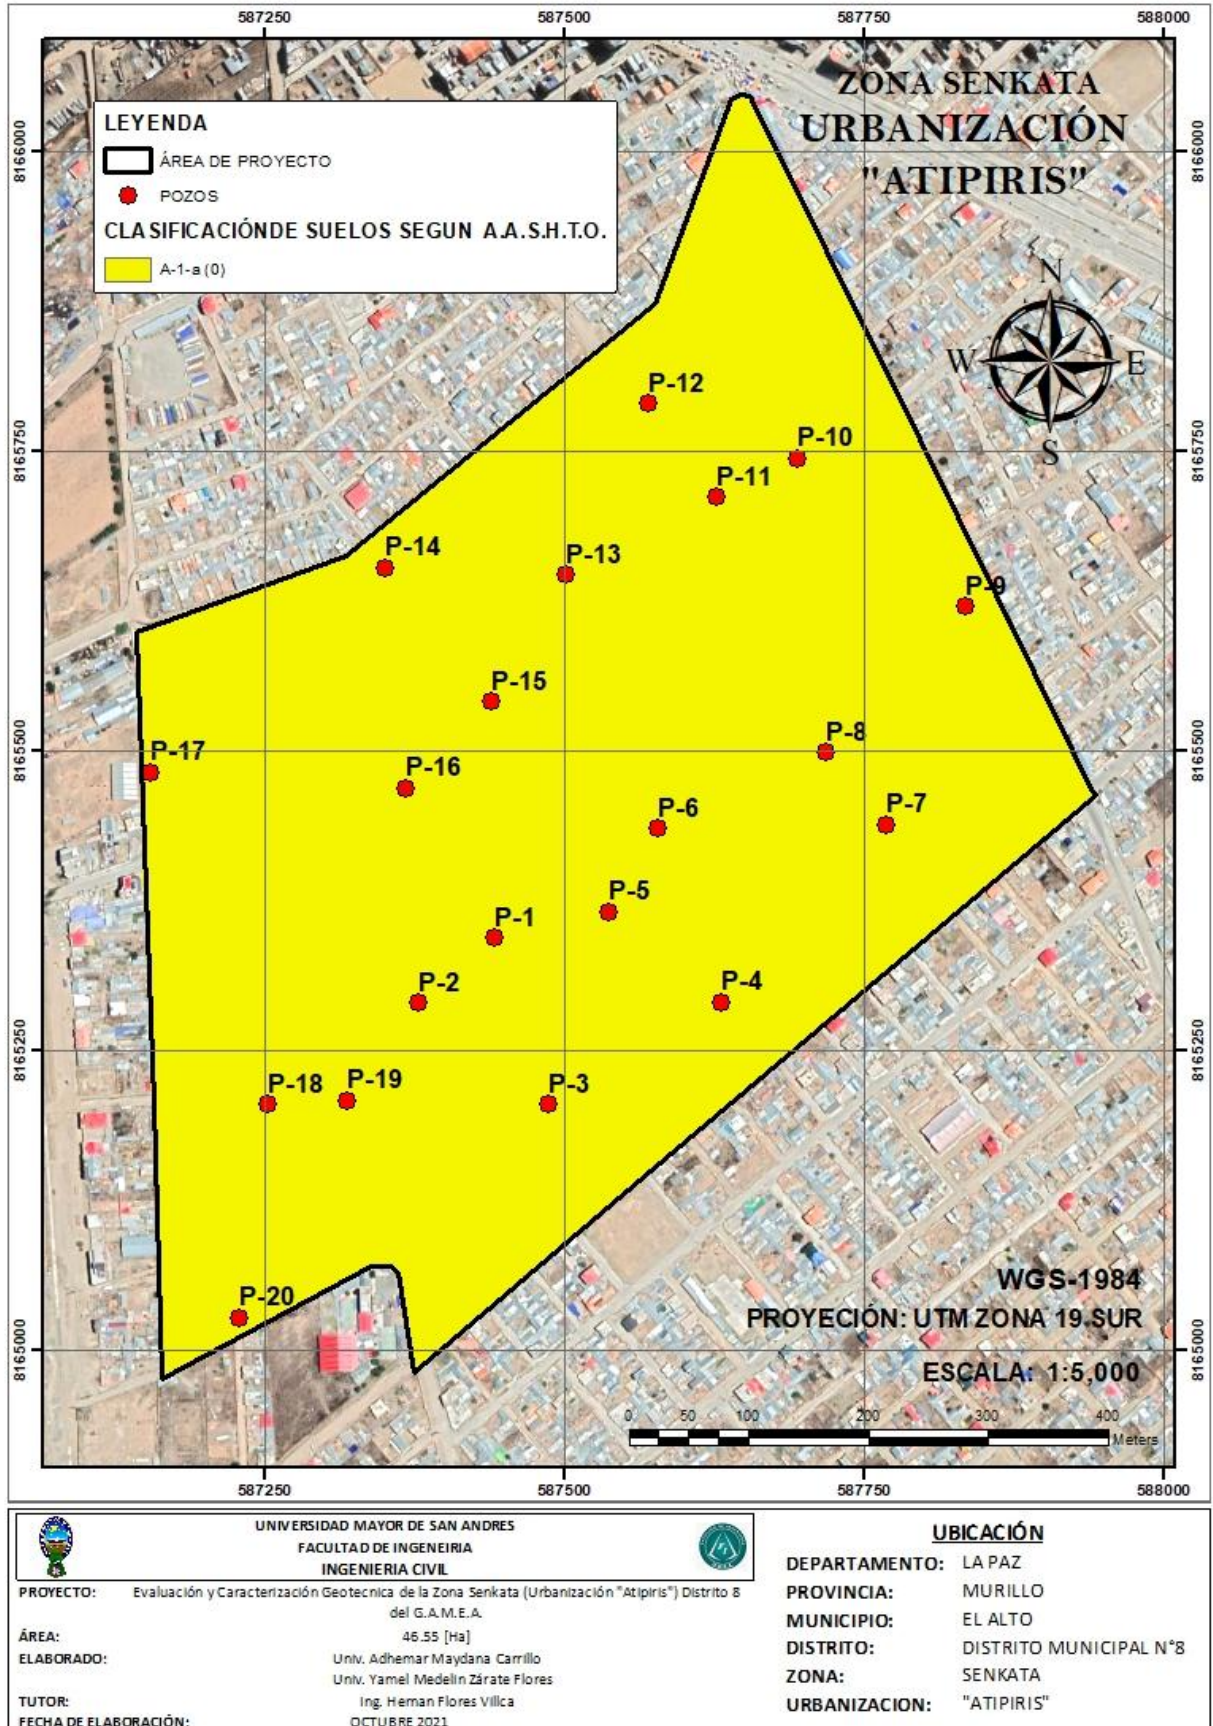 587250 587500 587750 588000
ZONA SENKATA
URBANIZACIÓN
"ATIPIRIS"
LEYENDA
ÁREA DE PROYECTO
POZOS
CLASIFICACIÓNDE SUELOS SEGUN A.A.S.H.T.O.
A-1-a (0)
8166000 8166000
N
W E
S
P-12
P-10
8165750 8165750
P-11
P-14 P-13
P-9
P-15
P-17 P-8
8165500 8165500
P-16
P-6 P-7
P-5
P-1
P-2 P-4
8165250 8165250
P-18 P-19 P-3
P-20
WGS-1984
PROYECIÓN: UTM ZONA 19 SUR
8165000 8165000
ESCALA: 1:5,000
0 50 100 200 300 400
Meters
587250 587500 587750 588000
UNIVERSIDAD MAYOR DE SAN ANDRES
FACULTAD DE INGENEIRIA
INGENIERIA CIVIL
PROYECTO: Evaluación y Caracterización Geotecnica de la Zona Senkata (Urbanización "Atipiris") Distrito 8
del G.A.M.E.A.
ÁREA: 46.55 [Ha]
ELABORADO: Univ. Adhemar Maydana Carrillo
Univ. Yamel Medelin Zárate Flores
TUTOR: Ing. Hernan Flores Villca
FECHA DE ELABORACIÓN: OCTUBRE 2021
UBICACIÓN
DEPARTAMENTO: LA PAZ
PROVINCIA: MURILLO
MUNICIPIO: EL ALTO
DISTRITO: DISTRITO MUNICIPAL N°8
ZONA: SENKATA
URBANIZACION: "ATIPIRIS"